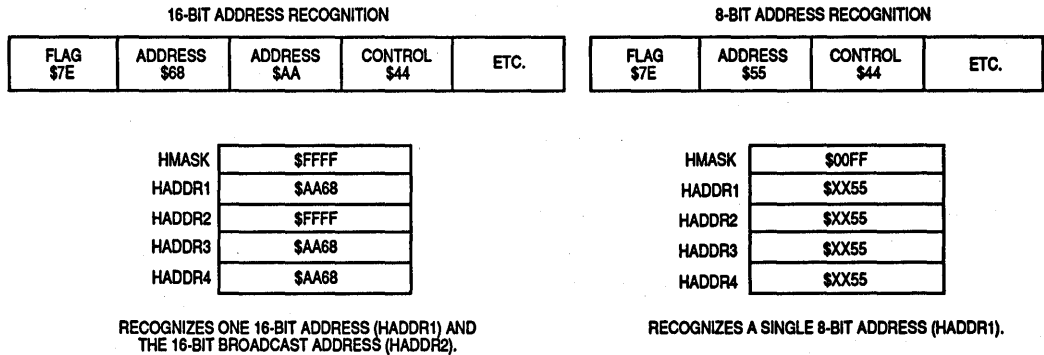 16-BIT ADDRESS RECOGNITION
FLAG $7E
ADDRESS $68
ADDRESS $AA
CONTROL $44
ETC.
HMASK $FFFF
HADDR1 $AA68
HADDR2 $FFFF
HADDR3 $AA68
HADDR4 $AA68
RECOGNIZES ONE 16-BIT ADDRESS (HADDR1) AND
THE 16-BIT BROADCAST ADDRESS (HADDR2).
8-BIT ADDRESS RECOGNITION
FLAG $7E
ADDRESS $55
CONTROL $44
ETC.
HMASK $00FF
HADDR1 $XX55
HADDR2 $XX55
HADDR3 $XX55
HADDR4 $XX55
RECOGNIZES A SINGLE 8-BIT ADDRESS (HADDR1).